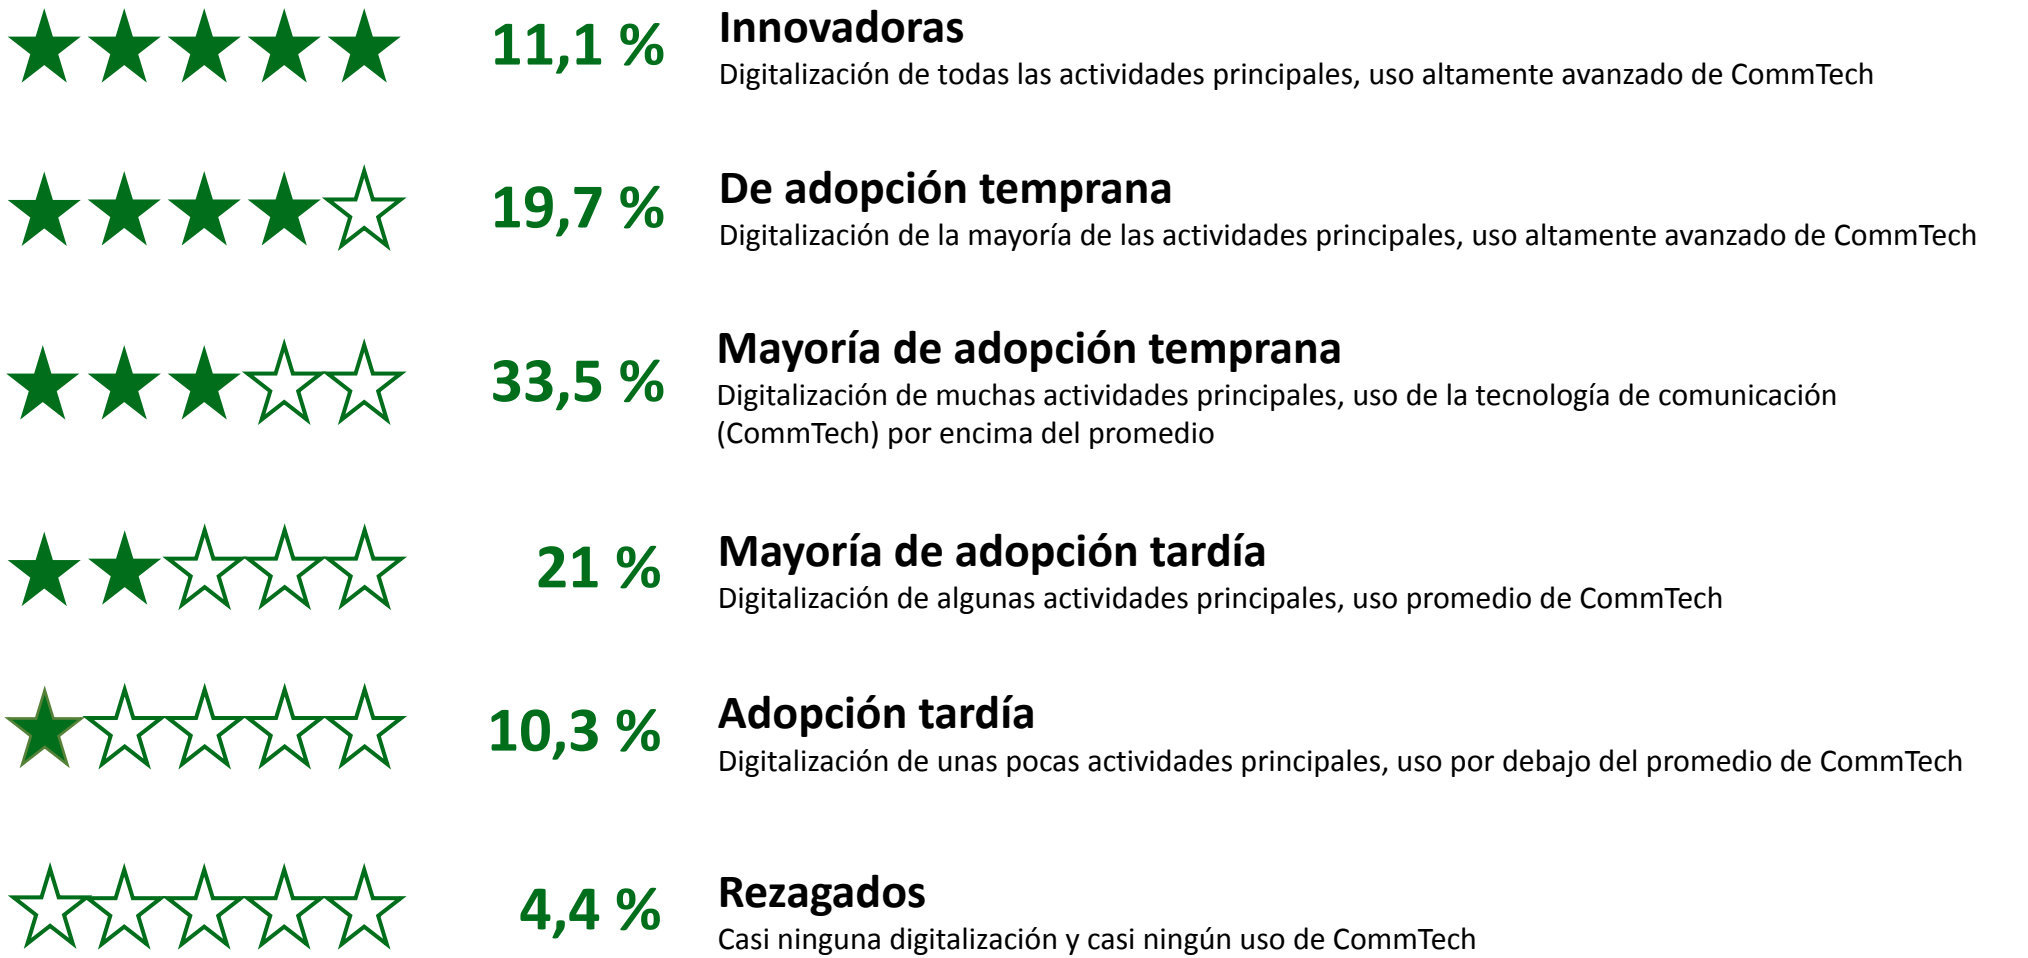 11,1 %
Innovadoras
Digitalización de todas las actividades principales, uso altamente avanzado de CommTech
19,7 %
De adopción temprana
Digitalización de la mayoría de las actividades principales, uso altamente avanzado de CommTech
33,5 %
Mayoría de adopción temprana
Digitalización de muchas actividades principales, uso de la tecnología de comunicación
(CommTech) por encima del promedio
21 %
Mayoría de adopción tardía
Digitalización de algunas actividades principales, uso promedio de CommTech
10,3 %
Adopción tardía
Digitalización de unas pocas actividades principales, uso por debajo del promedio de CommTech
4,4 %
Rezagados
Casi ninguna digitalización y casi ningún uso de CommTech